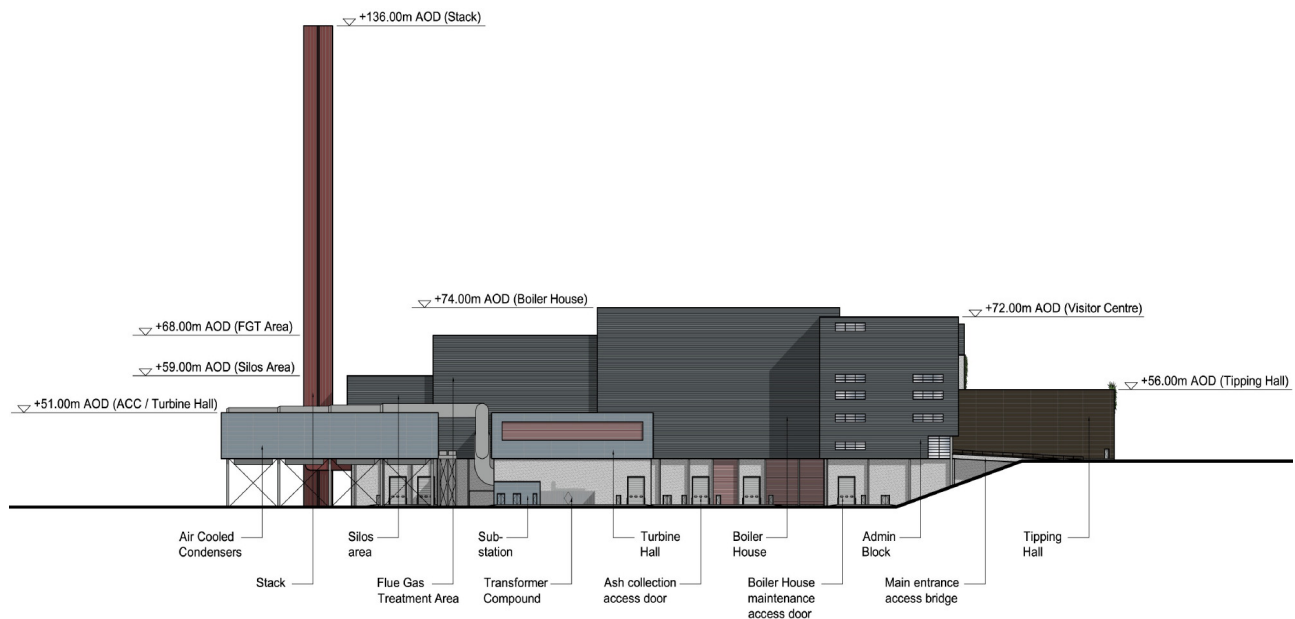 +136.00m AOD (Stack)
+74.00m AOD (Boiler House)
+72.00m AOD (Visitor Centre)
+68.00m AOD (FGT Area)
+59.00m AOD (Silos Area)
+56.00m AOD (Tipping Hall)
+51.00m AOD (ACC / Turbine Hall)
Air Cooled
Condensers
Silos
area
Sub-
station
Turbine
Hall
Boiler
House
Admin
Block
Tipping
Hall
Stack
Flue Gas
Treatment Area
Transformer
Compound
Ash collection
access door
Boiler House
maintenance
access door
Main entrance
access bridge